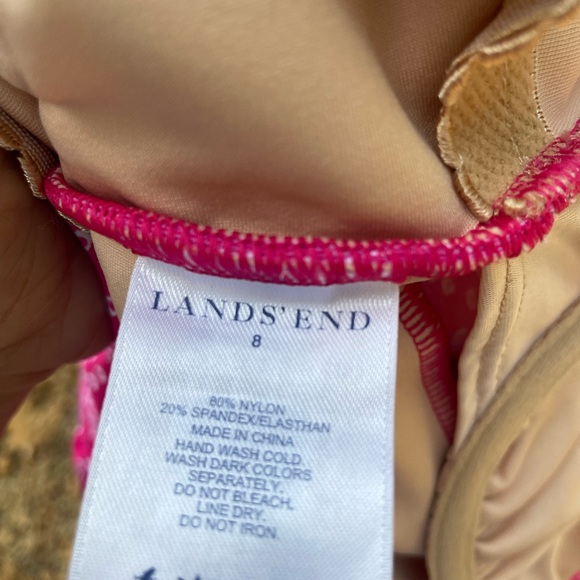 LANDS' END
8
80% NYLON
20% SPANDEX/ELASTHAN
MADE IN CHINA
HAND WASH COLD.
WASH DARK COLORS
SEPARATELY.
DO NOT BLEACH.
LINE DRY.
DO NOT IRON.